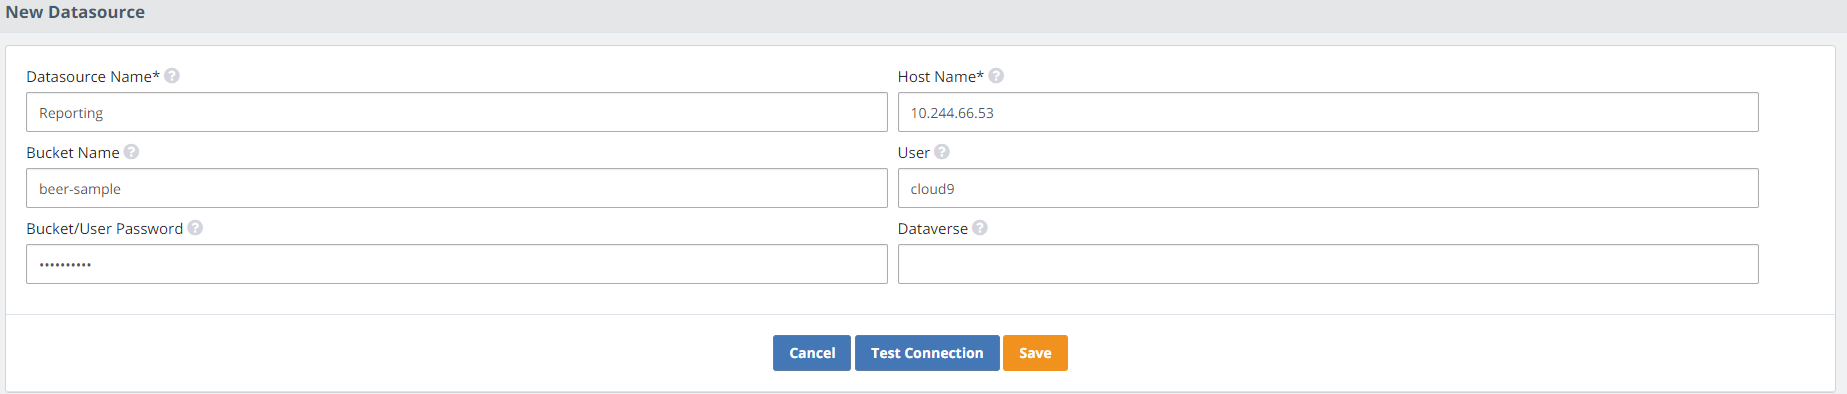 New Datasource
Datasource Name* ?
Host Name* ?
Reporting
10.244.66.53
Bucket Name ?
User ?
beer-sample
cloud9
Bucket/User Password ?
Dataverse ?
••••••••••
Cancel
Test Connection
Save